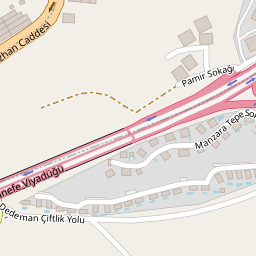 zhan Caddesi
Pamir Sokağı
Manzara Tepe So
nefe Viyadüğü
Dedeman Çiftlik Yolu